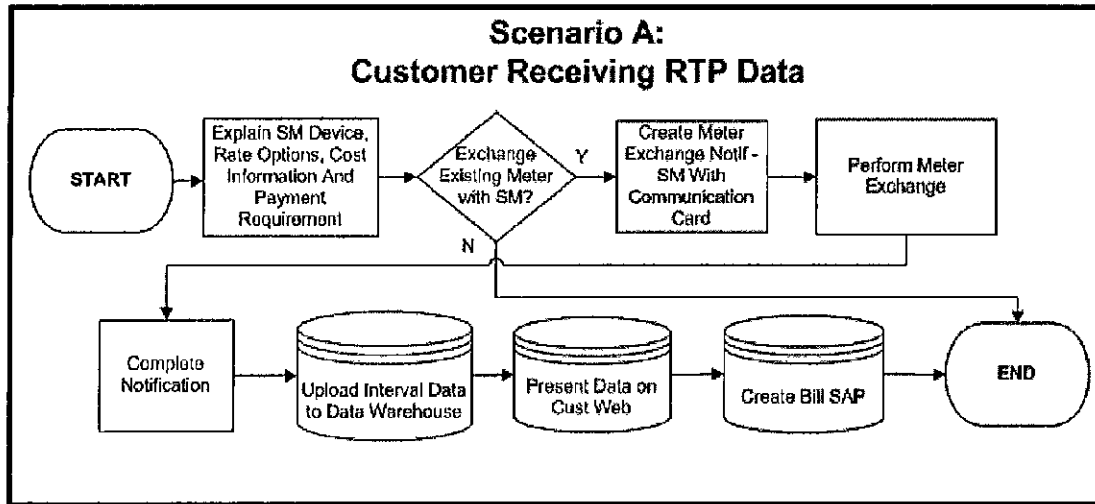 Scenario A:
Customer Receiving RTP Data
START
Explain SM Device,
Rate Options, Cost
Information And
Payment
Requirement
Exchange
Existing Meter
with SM?
Y
N
Create Meter
Exchange Notif -
SM With
Communication
Card
Perform Meter
Exchange
Complete
Notification
Upload Interval Data
to Data Warehouse
Present Data on
Cust Web
Create Bill SAP
END